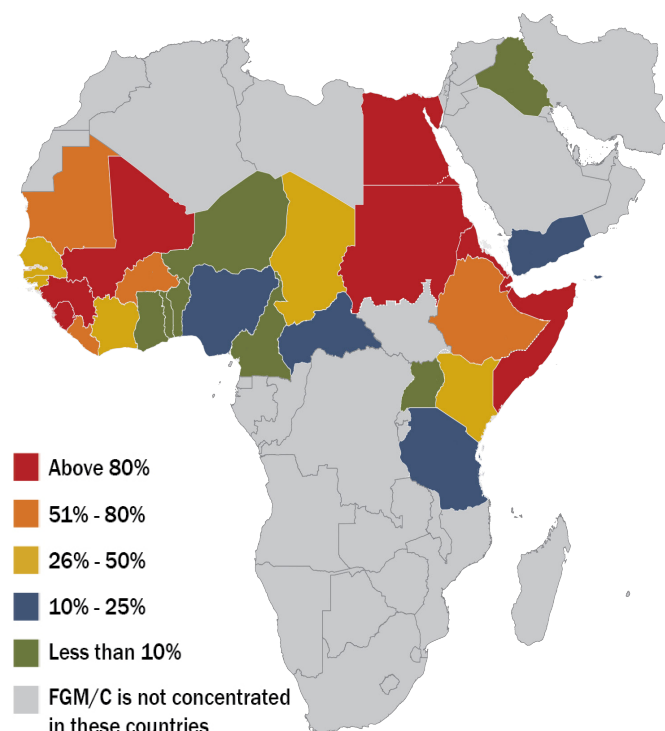 Above 80%
51% - 80%
26% - 50%
10% - 25%
Less than 10%
FGM/C is not concentrated
in these countries